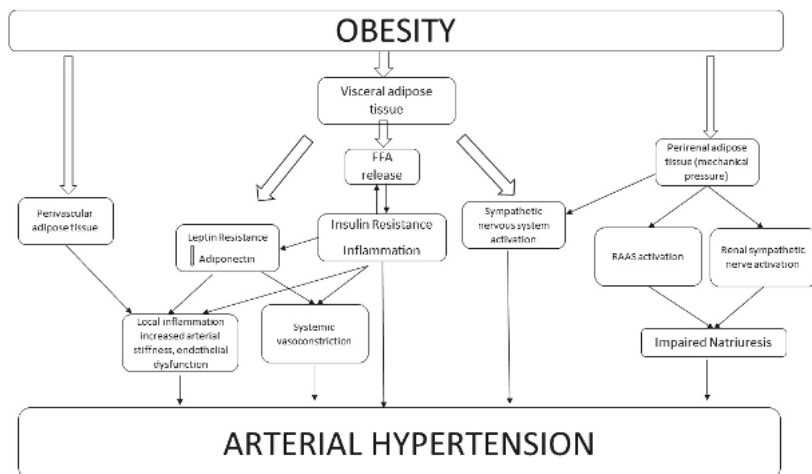 OBESITY
Visceral adipose
tissue
FFA
release
Perirenal adipose
tissue (mechanical
pressure)
Perivascular
adipose tissue
Leptin Resistance
Adiponectin
Insulin Resistance
Inflammation
Sympathetic
nervous system
activation
RAAS activation
Renal sympathetic
nerve activation
Local inflammation
increased arterial
stiffness, endothelial
dysfunction
Systemic
vasoconstriction
Impaired Natriuresis
ARTERIAL HYPERTENSION